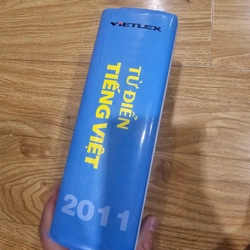 VIETLEX
TỪ ĐIỂN
TIẾNG VIỆT
2011